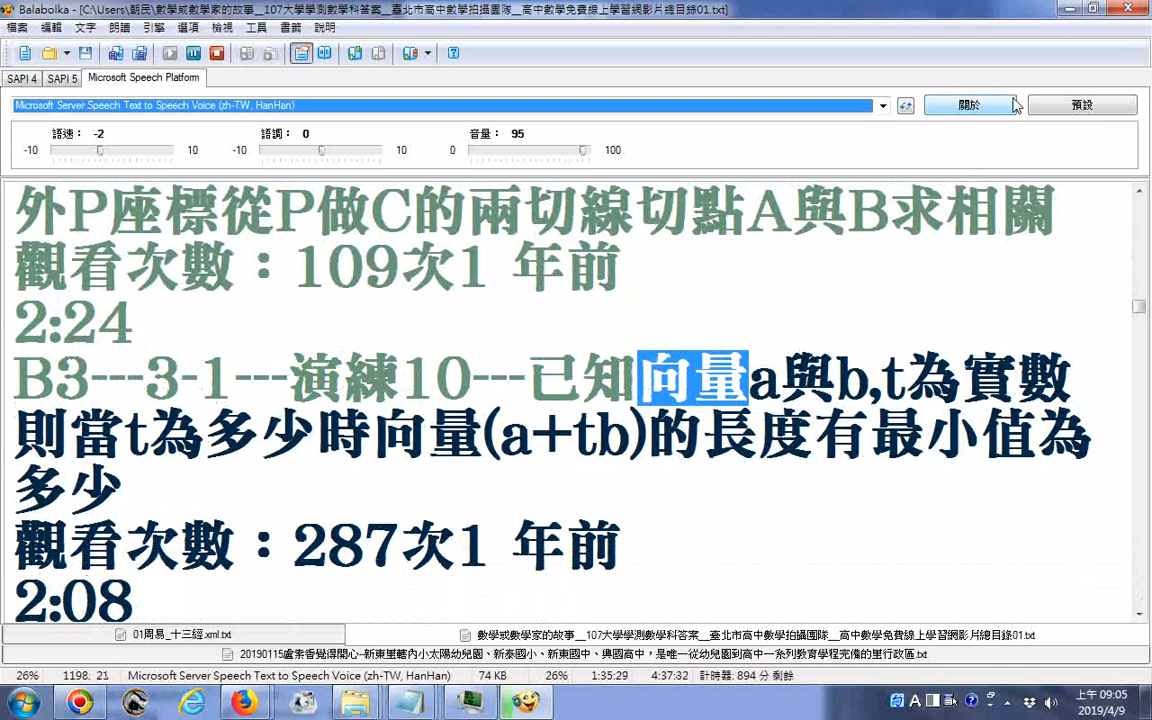 Balabolka - [C:\Users\朝民\數學或數學家的故事__107大學學測數學科答案__臺北市高中數學拍攝團隊__高中數學免費線上學習網影片總目錄01.txt]
檔案 編輯 文字 朗讀 引擎 選項 檢視 工具 書籤 說明
SAPI 4 SAPI 5 Microsoft Speech Platform
Microsoft Server Speech Text to Speech Voice (zh-TW, HanHan)
關於 預設
語速: -2 語調: 0 音量: 95
-10 10 -10 10 0 100
外P座標從P做C的兩切線切點A與B求相關
觀看次數：109次1 年前
2:24
B3---3-1---演練10---已知向量a與b,t為實數
則當t為多少時向量(a+tb)的長度有最小值為
多少
觀看次數：287次1 年前
2:08
01周易_十三經.xml.txt
數學或數學家的故事__107大學學測數學科答案__臺北市高中數學拍攝團隊__高中數學免費線上學習網影片總目錄01.txt
20190115盧素香覺得開心-新東里轄內小太陽幼兒園、新泰國小、新東國中、興國高中，是唯一從幼兒園到高中一系列教育學程完備的里行政區.txt
26% 1198: 21 Microsoft Server Speech Text to Speech Voice (zh-TW, HanHan) 74 KB 26% 1:35:29 4:37:32 計時器: 894 分 剩餘
上午 09:05
2019/4/9